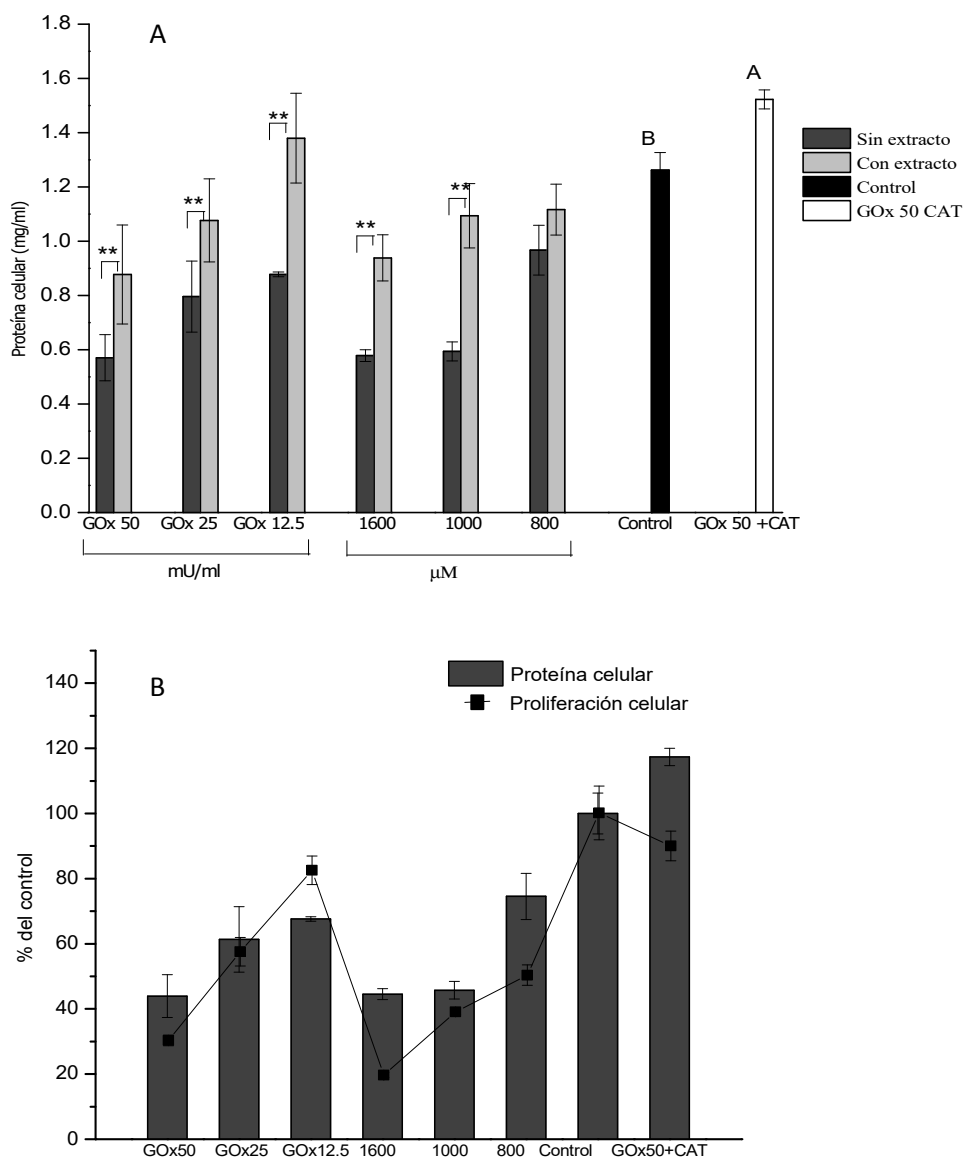 A
1.8
1.6
1.4
1.2
1.0
0.8
0.6
0.4
0.2
0.0
Proteína celular (mg/ml)
**
**
**
**
**
B
A
Sin extracto
Con extracto
Control
GOx 50 CAT
GOx 50 GOx 25 GOx 12.5 1600 1000 800 Control GOx 50 +CAT
mU/ml μM
B
140
120
100
80
60
40
20
0
% del control
Proteína celular
Proliferación celular
GOx50 GOx25 GOx12.5 1600 1000 800 Control GOx50+CAT